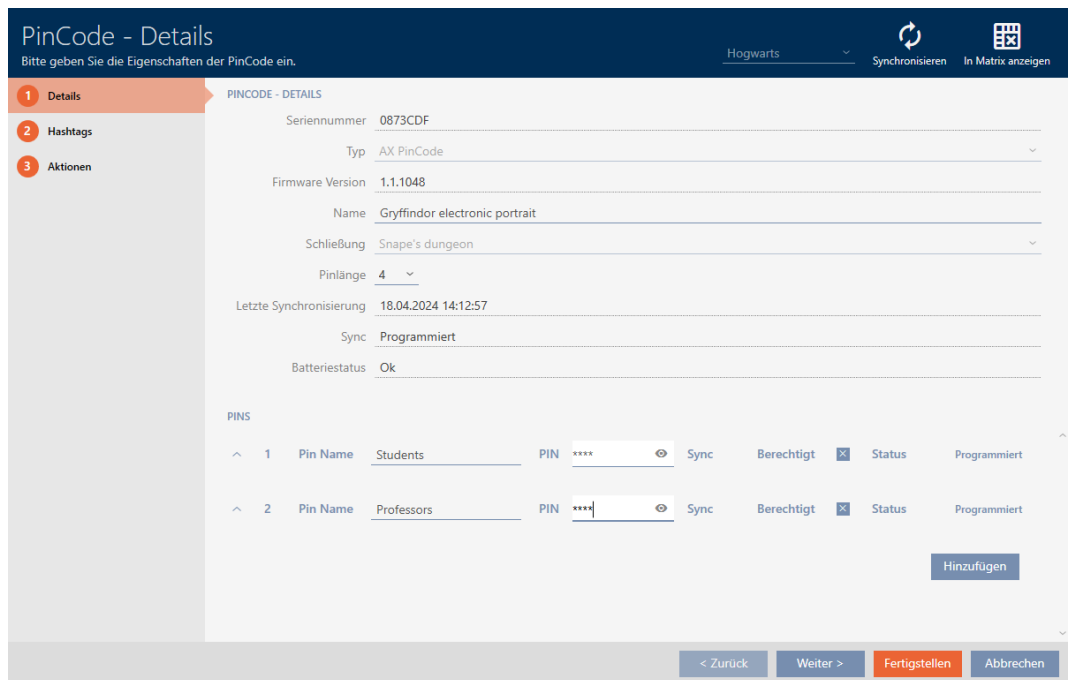 PinCode - Details
Bitte geben Sie die Eigenschaften der PinCode ein.
Hogwarts
Synchronisieren
In Matrix anzeigen
1 Details
2 Hashtags
3 Aktionen
PINCODE - DETAILS
Seriennummer 0873CDF
Typ AX PinCode
Firmware Version 1.1.1048
Name Gryffindor electronic portrait
Schließung Snape's dungeon
Pinlänge 4
Letzte Synchronisierung 18.04.2024 14:12:57
Sync Programmiert
Batteriestatus Ok
PINS
1 Pin Name Students PIN **** Sync Berechtigt Status Programmiert
2 Pin Name Professors PIN **** Sync Berechtigt Status Programmiert
Hinzufügen
< Zurück Weiter > Fertigstellen Abbrechen